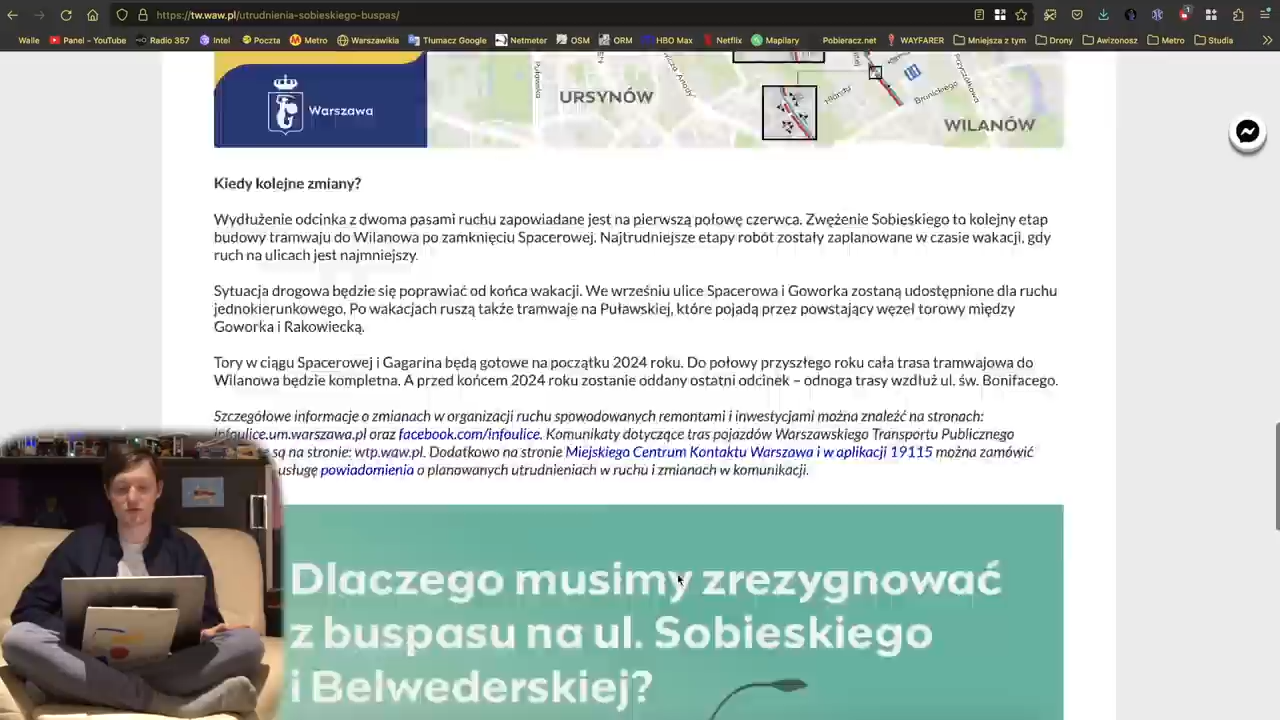 https://tw.waw.pl/utrudnienia-sobieskiego-buspas/
Walle Panel - YouTube Radio 357 Intel Poczta Metro Warszawikia Tłumacz Google Netmeter OSM ORM HBO Max Netflix Mapilary Pobieracz.net WAYFARER Mniejsza z tym Drony Awizonosz Metro Studia
URSYNÓW
WILANÓW
Warszawa
Kiedy kolejne zmiany?
Wydłużenie odcinka z dwoma pasami ruchu zapowiadane jest na pierwszą połowę czerwca. Zwężenie Sobieskiego to kolejny etap
budowy tramwaju do Wilanowa po zamknięciu Spacerowej. Najtrudniejsze etapy robót zostały zaplanowane w czasie wakacji, gdy
ruch na ulicach jest najmniejszy.
Sytuacja drogowa będzie się poprawiać od końca wakacji. We wrześniu ulice Spacerowa i Goworka zostaną udostępnione dla ruchu
jednokierunkowego. Po wakacjach ruszą także tramwaje na Puławskiej, które pojadą przez powstający węzeł torowy między
Goworka i Rakowiecką.
Tory w ciągu Spacerowej i Gagarina będą gotowe na początku 2024 roku. Do połowy przyszłego roku cała trasa tramwajowa do
Wilanowa będzie kompletna. A przed końcem 2024 roku zostanie oddany ostatni odcinek – odnoga trasy wzdłuż ul. św. Bonifacego.
Szczegółowe informacje o zmianach w organizacji ruchu spowodowanych remontami i inwestycjami można znaleźć na stronach:
infoulice.um.warszawa.pl oraz facebook.com/infoulice. Komunikaty dotyczące tras pojazdów Warszawskiego Transportu Publicznego
są na stronie: wtp.waw.pl. Dodatkowo na stronie Miejskiego Centrum Kontaktu Warszawa i w aplikacji 19115 można zamówić
usługę powiadomienia o planowanych utrudnieniach w ruchu i zmianach w komunikacji.
Dlaczego musimy zrezygnować
z buspasu na ul. Sobieskiego
i Belwederskiej?